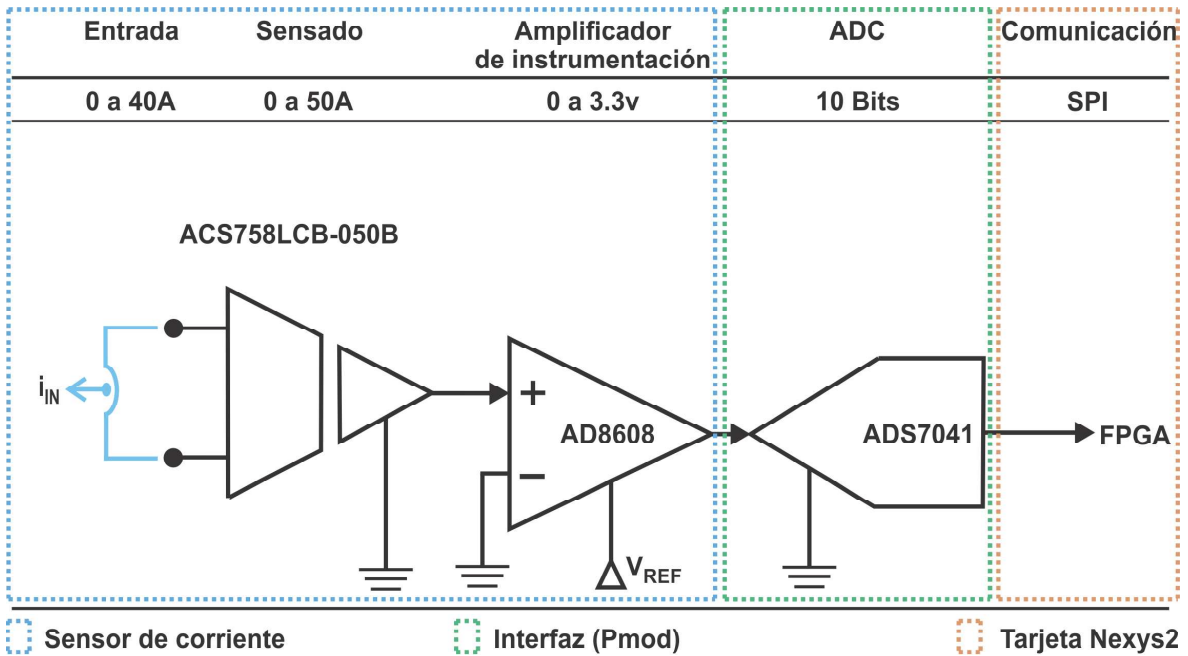 Entrada Sensado Amplificador de instrumentación ADC Comunicación
0 a 40A 0 a 50A 0 a 3.3v 10 Bits SPI
ACS758LCB-050B
iIN
+
AD8608
−
VREF
ADS7041
FPGA
Sensor de corriente Interfaz (Pmod) Tarjeta Nexys2